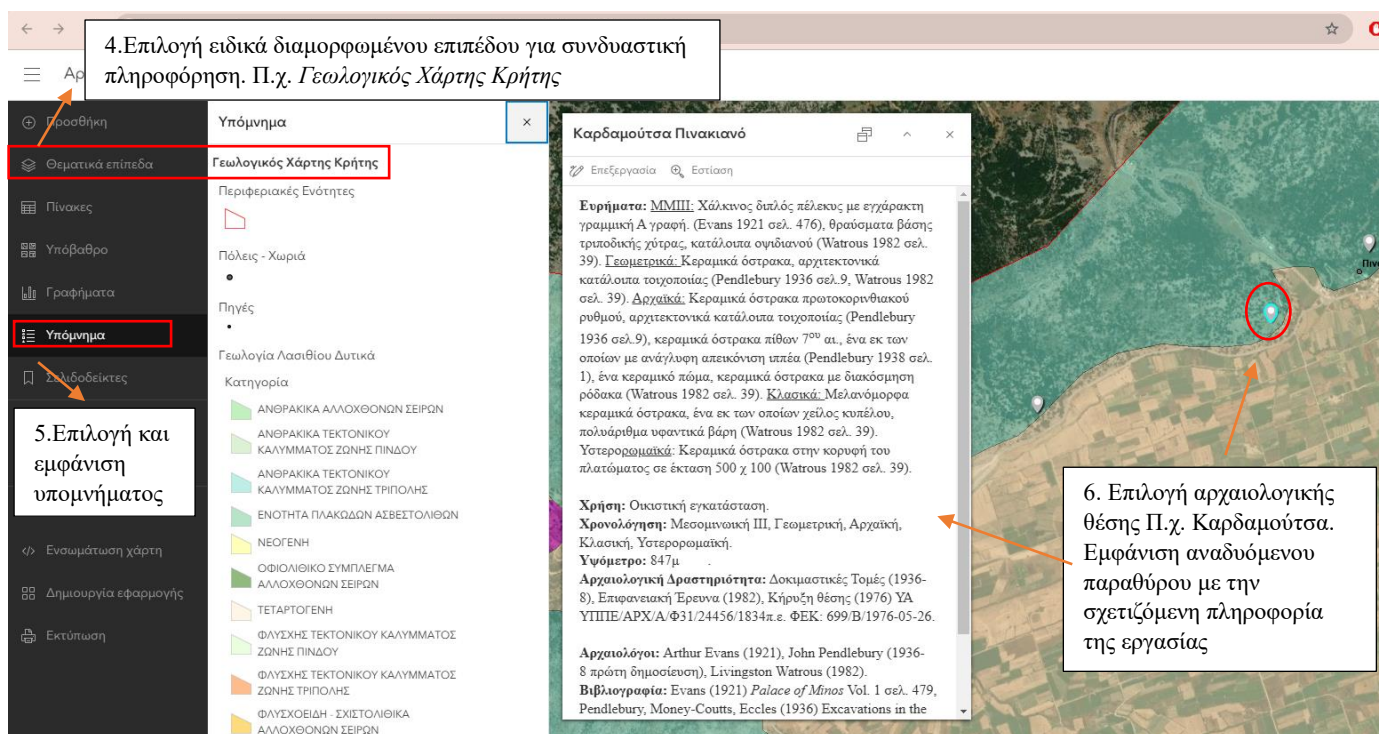 4.Επιλογή ειδικά διαμορφωμένου επιπέδου για συνδυαστική
πληροφόρηση. Π.χ. Γεωλογικός Χάρτης Κρήτης
Προσθήκη
Θεματικά επίπεδα
Πίνακες
Υπόβαθρο
Γραφήματα
Υπόμνημα
Σελιδοδείκτες
5.Επιλογή και
εμφάνιση
υπομνήματος
Ενσωμάτωση χάρτη
Δημιουργία εφαρμογής
Εκτύπωση
Υπόμνημα
Γεωλογικός Χάρτης Κρήτης
Περιφεριακές Ενότητες
Πόλεις - Χωριά
Πηγές
Γεωλογία Λασιθίου Δυτικά
Κατηγορία
ΑΝΘΡΑΚΙΚΑ ΑΛΛΟΧΘΟΝΩΝ ΣΕΙΡΩΝ
ΑΝΘΡΑΚΙΚΑ ΤΕΚΤΟΝΙΚΟΥ
ΚΑΛΥΜΜΑΤΟΣ ΖΩΝΗΣ ΠΙΝΔΟΥ
ΑΝΘΡΑΚΙΚΑ ΤΕΚΤΟΝΙΚΟΥ
ΚΑΛΥΜΜΑΤΟΣ ΖΩΝΗΣ ΤΡΙΠΟΛΗΣ
ΕΝΟΤΗΤΑ ΠΛΑΚΩΔΩΝ ΑΣΒΕΣΤΟΛΙΘΩΝ
ΝΕΟΓΕΝΗ
ΟΦΙΟΛΙΘΙΚΟ ΣΥΜΠΛΕΓΜΑ
ΑΛΛΟΧΘΟΝΩΝ ΣΕΙΡΩΝ
ΤΕΤΑΡΤΟΓΕΝΗ
ΦΛΥΣΧΗΣ ΤΕΚΤΟΝΙΚΟΥ ΚΑΛΥΜΜΑΤΟΣ
ΖΩΝΗΣ ΠΙΝΔΟΥ
ΦΛΥΣΧΗΣ ΤΕΚΤΟΝΙΚΟΥ ΚΑΛΥΜΜΑΤΟΣ
ΖΩΝΗΣ ΤΡΙΠΟΛΗΣ
ΦΛΥΣΧΟΕΙΔΗ - ΣΧΙΣΤΟΛΙΘΙΚΑ
ΑΛΛΟΧΘΟΝΩΝ ΣΕΙΡΩΝ
Καρδαμούτσα Πινακιανό
Επεξεργασία Εστίαση
Ευρήματα: ΜΜΙΙΙ: Χάλκινος διπλός πέλεκυς με εγχάρακτη
γραμμική Α γραφή. (Evans 1921 σελ. 476), θραύσματα βάσης
τριποδικής χύτρας, κατάλοιπα οψιδιανού (Watrous 1982 σελ.
39). Γεωμετρικά: Κεραμικά όστρακα, αρχιτεκτονικά
κατάλοιπα τοιχοποιίας (Pendlebury 1936 σελ.9, Watrous 1982
σελ. 39). Αρχαϊκά: Κεραμικά όστρακα πρωτοκορινθιακού
ρυθμού, αρχιτεκτονικά κατάλοιπα τοιχοποιίας (Pendlebury
1936 σελ.9), κεραμικά όστρακα πίθων 7ου αι., ένα εκ των
οποίων με ανάγλυφη απεικόνιση ιππέα (Pendlebury 1938 σελ.
1), ένα κεραμικό πώμα, κεραμικά όστρακα με διακόσμηση
ρόδακα (Watrous 1982 σελ. 39). Κλασικά: Μελανόμορφα
κεραμικά όστρακα, ένα εκ των οποίων χείλος κυπέλου,
πολυάριθμα υφαντικά βάρη (Watrous 1982 σελ. 39).
Υστερορωμαϊκά: Κεραμικά όστρακα στην κορυφή του
πλατώματος σε έκταση 500 χ 100 (Watrous 1982 σελ. 39).
Χρήση: Οικιστική εγκατάσταση.
Χρονολόγηση: Μεσομινωική ΙΙΙ, Γεωμετρική, Αρχαϊκή,
Κλασική, Υστερορωμαϊκή.
Υψόμετρο: 847μ .
Αρχαιολογική Δραστηριότητα: Δοκιμαστικές Τομές (1936-
8), Επιφανειακή Έρευνα (1982), Κήρυξη θέσης (1976) ΥΑ
ΥΠΠΕ/ΑΡΧ/Α/Φ31/24456/1834π.ε. ΦΕΚ: 699/Β/1976-05-26.
Αρχαιολόγοι: Arthur Evans (1921), John Pendlebury (1936-
8 πρώτη δημοσίευση), Livingston Watrous (1982).
Βιβλιογραφία: Evans (1921) Palace of Minos Vol. 1 σελ. 479,
Pendlebury, Money-Coutts, Eccles (1936) Excavations in the
6. Επιλογή αρχαιολογικής
θέσης Π.χ. Καρδαμούτσα.
Εμφάνιση αναδυόμενου
παραθύρου με την
σχετιζόμενη πληροφορία
της εργασίας